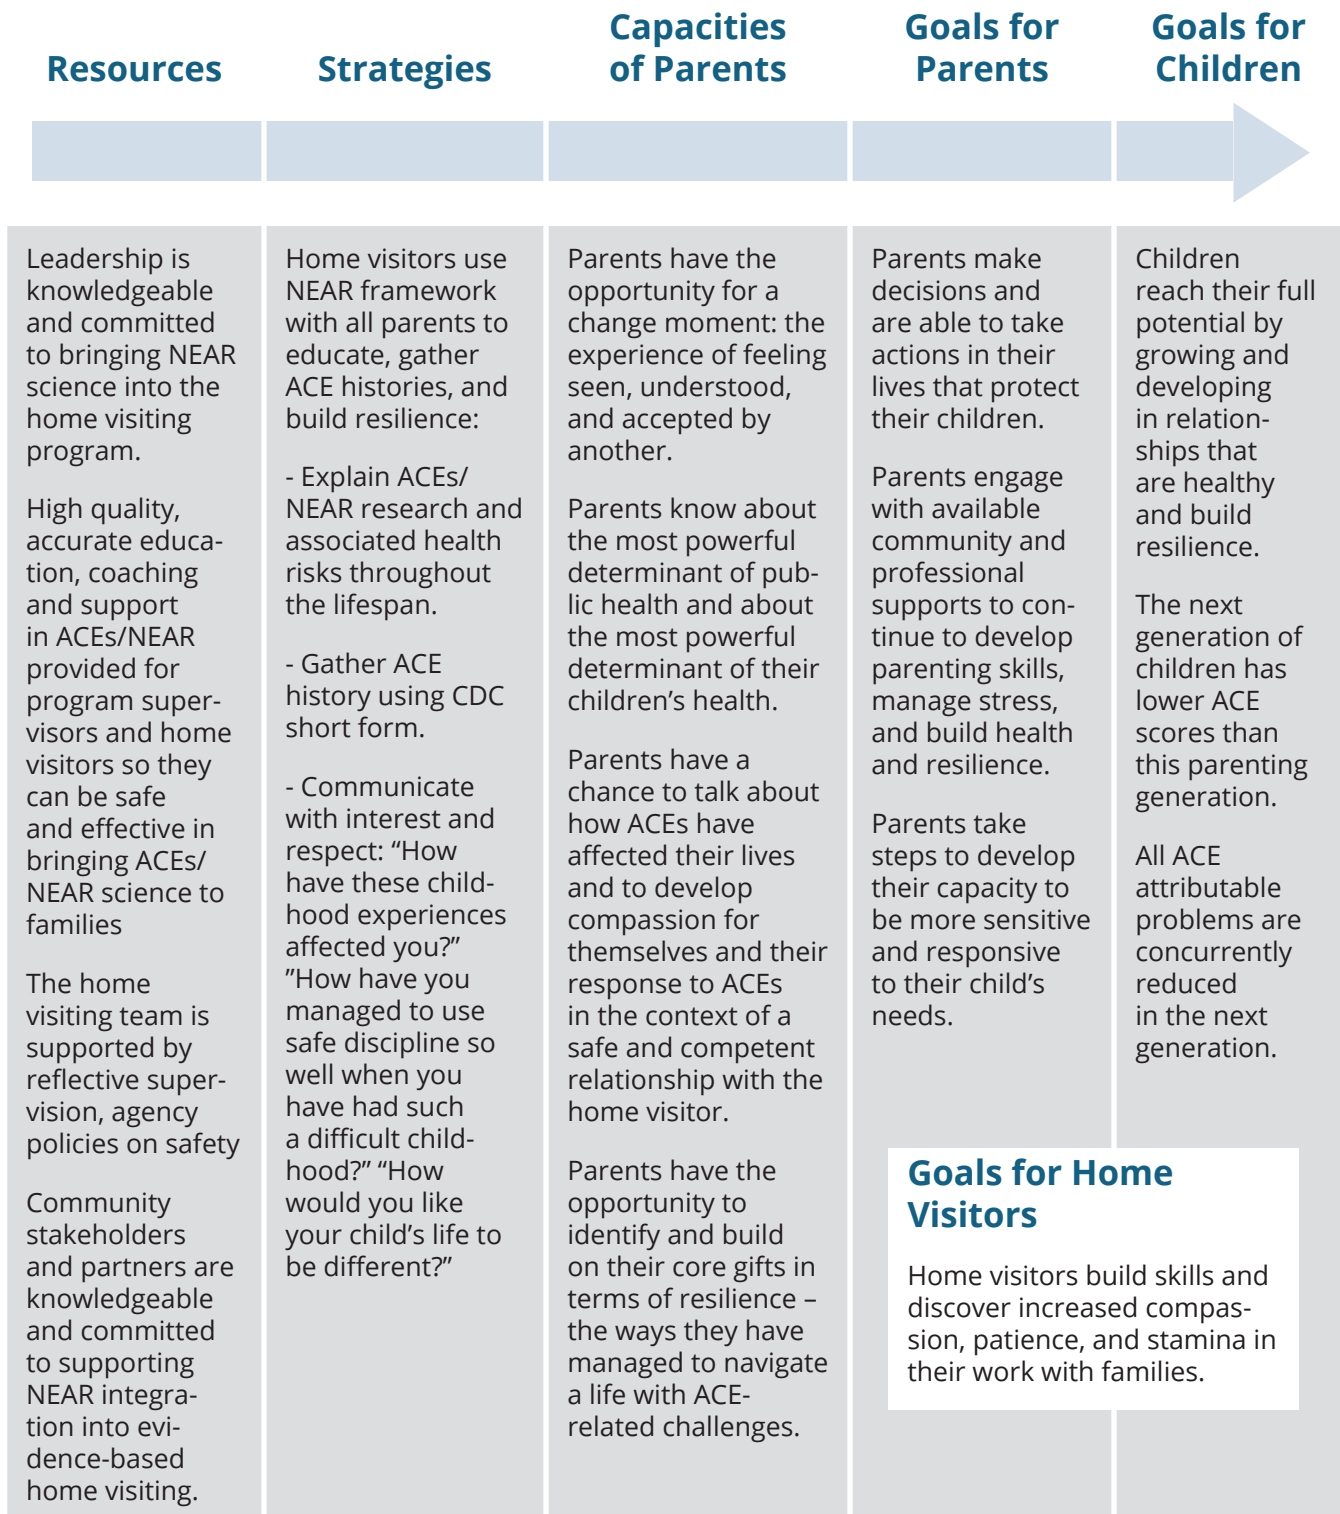 Resources
Strategies
Capacities
of Parents
Goals for
Parents
Goals for
Children
Leadership is
knowledgeable
and committed
to bringing NEAR
science into the
home visiting
program.
High quality,
accurate educa-
tion, coaching
and support
in ACEs/NEAR
provided for
program super-
visors and home
visitors so they
can be safe
and effective in
bringing ACEs/
NEAR science to
families
The home
visiting team is
supported by
reflective super-
vision, agency
policies on safety
Community
stakeholders
and partners are
knowledgeable
and committed
to supporting
NEAR integra-
tion into evi-
dence-based
home visiting.
Home visitors use
NEAR framework
with all parents to
educate, gather
ACE histories, and
build resilience:
- Explain ACEs/
NEAR research and
associated health
risks throughout
the lifespan.
- Gather ACE
history using CDC
short form.
- Communicate
with interest and
respect: “How
have these child-
hood experiences
affected you?”
”How have you
managed to use
safe discipline so
well when you
have had such
a difficult child-
hood?” “How
would you like
your child’s life to
be different?”
Parents have the
opportunity for a
change moment: the
experience of feeling
seen, understood,
and accepted by
another.
Parents know about
the most powerful
determinant of pub-
lic health and about
the most powerful
determinant of their
children’s health.
Parents have a
chance to talk about
how ACEs have
affected their lives
and to develop
compassion for
themselves and their
response to ACEs
in the context of a
safe and competent
relationship with the
home visitor.
Parents have the
opportunity to
identify and build
on their core gifts in
terms of resilience –
the ways they have
managed to navigate
a life with ACE-
related challenges.
Parents make
decisions and
are able to take
actions in their
lives that protect
their children.
Parents engage
with available
community and
professional
supports to con-
tinue to develop
parenting skills,
manage stress,
and build health
and resilience.
Parents take
steps to develop
their capacity to
be more sensitive
and responsive
to their child’s
needs.
Children
reach their full
potential by
growing and
developing
in relation-
ships that
are healthy
and build
resilience.
The next
generation of
children has
lower ACE
scores than
this parenting
generation.
All ACE
attributable
problems are
concurrently
reduced
in the next
generation.
Goals for Home
Visitors
Home visitors build skills and
discover increased compas-
sion, patience, and stamina in
their work with families.